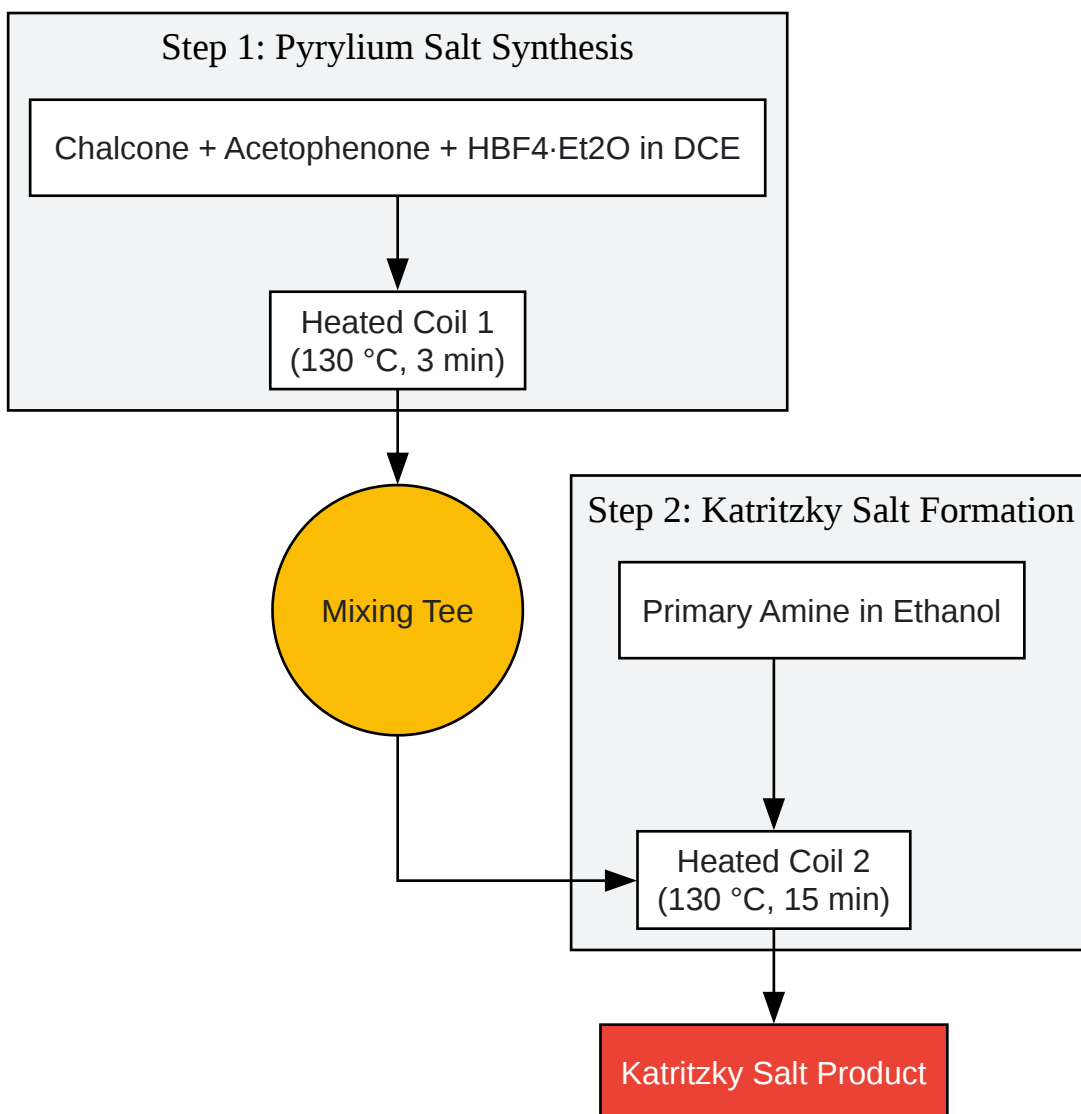 Step 1: Pyrylium Salt Synthesis
Chalcone + Acetophenone + HBF4·Et2O in DCE
Heated Coil 1
(130 °C, 3 min)
Mixing Tee
Step 2: Katritzky Salt Formation
Primary Amine in Ethanol
Heated Coil 2
(130 °C, 15 min)
Katritzky Salt Product